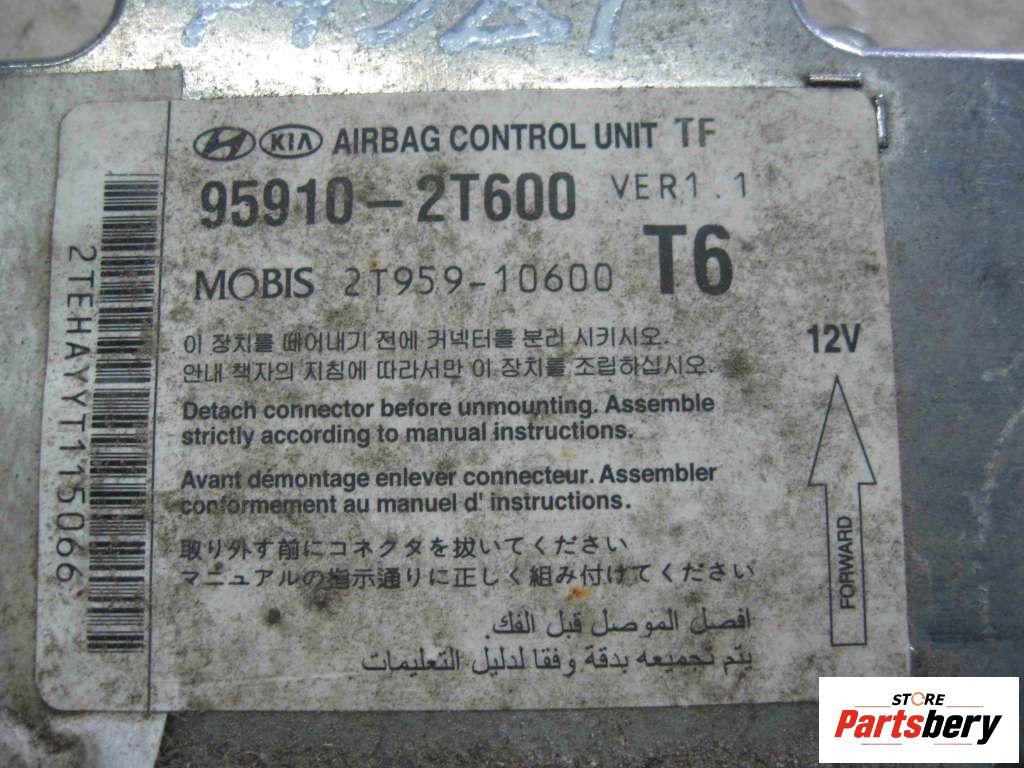 KIA AIRBAG CONTROL UNIT TF
95910-2T600 VER1.1
T6
MOBIS 2T959-10600
이 장치를 떼어내기 전에 커넥터를 분리 시키시오.
안내 책자의 지침에 따라서만 이 장치를 조립하십시오.
12V
Detach connector before unmounting. Assemble
strictly according to manual instructions.
Avant démontage enlever connecteur. Assembler
conformement au manuel d' instructions.
取り外す前にコネクタを抜いてください
マニュアルの指示通りに正しく組み付けてください
افصل الموصل قبل الفك.
يتم تجميعه بدقة وفقا لدليل التعليمات
FORWARD
2TEHAYYT115066
STORE
Partsbery